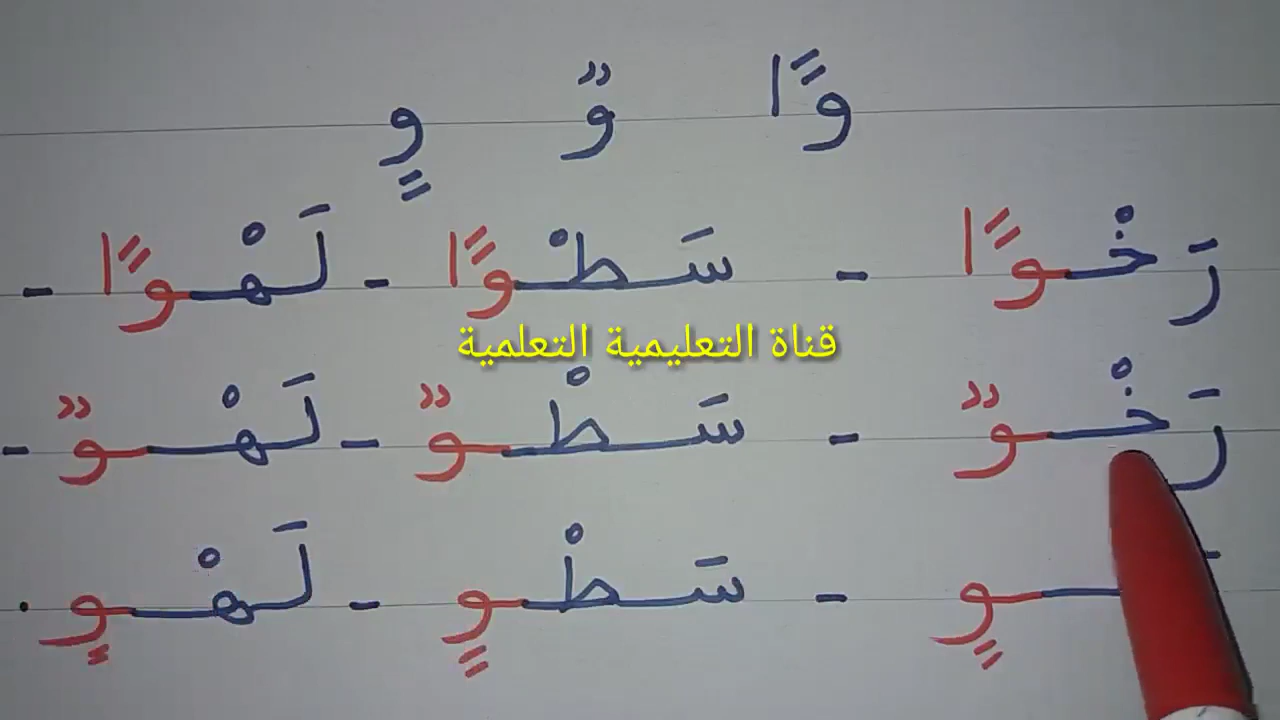 وًا وٌ وٍ
رَخْوًا - سَطْوًا - لَهْوًا -
قناة التعليمية التعلمية
رَخْوٌ - سَطْوٌ - لَهْوٌ -
وٍ - سَطْوٍ - لَهْوٍ .